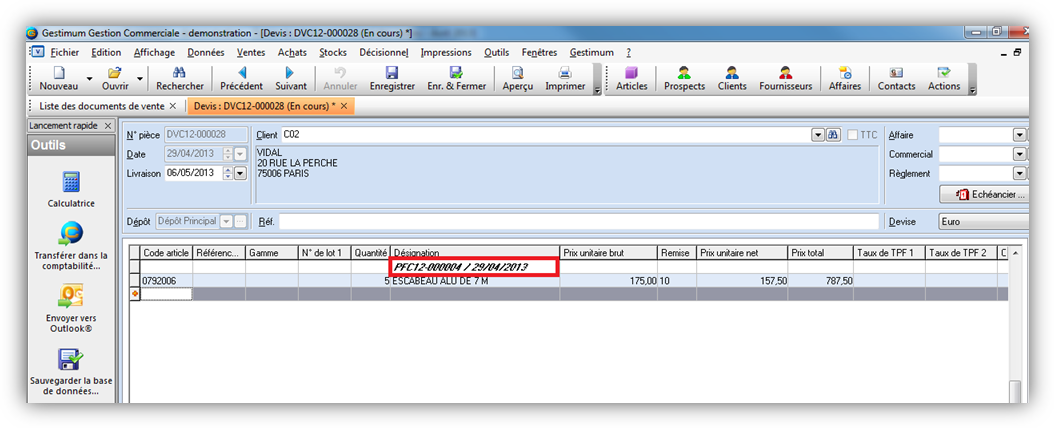 Gestimum Gestion Commerciale - demonstration - [Devis : DVC12-000028 (En cours) *]
Fichier Edition Affichage Données Ventes Achats Stocks Décisionnel Impressions Outils Fenêtres Gestimum ?
Nouveau Ouvrir Rechercher Précédent Suivant Annuler Enregistrer Enr. & Fermer Aperçu Imprimer Articles Prospects Clients Fournisseurs Affaires Contacts Actions
Liste des documents de vente × Devis : DVC12-000028 (En cours) * ×
Lancement rapide ×
Outils
Calculatrice
Transférer dans la
comptabilité...
Envoyer vers
Outlook®
Sauvegarder la base
de données...
N° pièce DVC12-000028 Client C02 TTC Affaire
Date 29/04/2013 VIDAL Commercial
20 RUE LA PERCHE
Livraison 06/05/2013 75006 PARIS Règlement
Echéancier ...
Dépôt Dépôt Principal ... Réf. Devise Euro
Code article Référenc... Gamme N° de lot 1 Quantité Désignation Prix unitaire brut Remise Prix unitaire net Prix total Taux de TPF 1 Taux de TPF 2 C
PFC12-000004 / 29/04/2013
0792006 5 ESCABEAU ALU DE 7 M 175,00 10 157,50 787,50